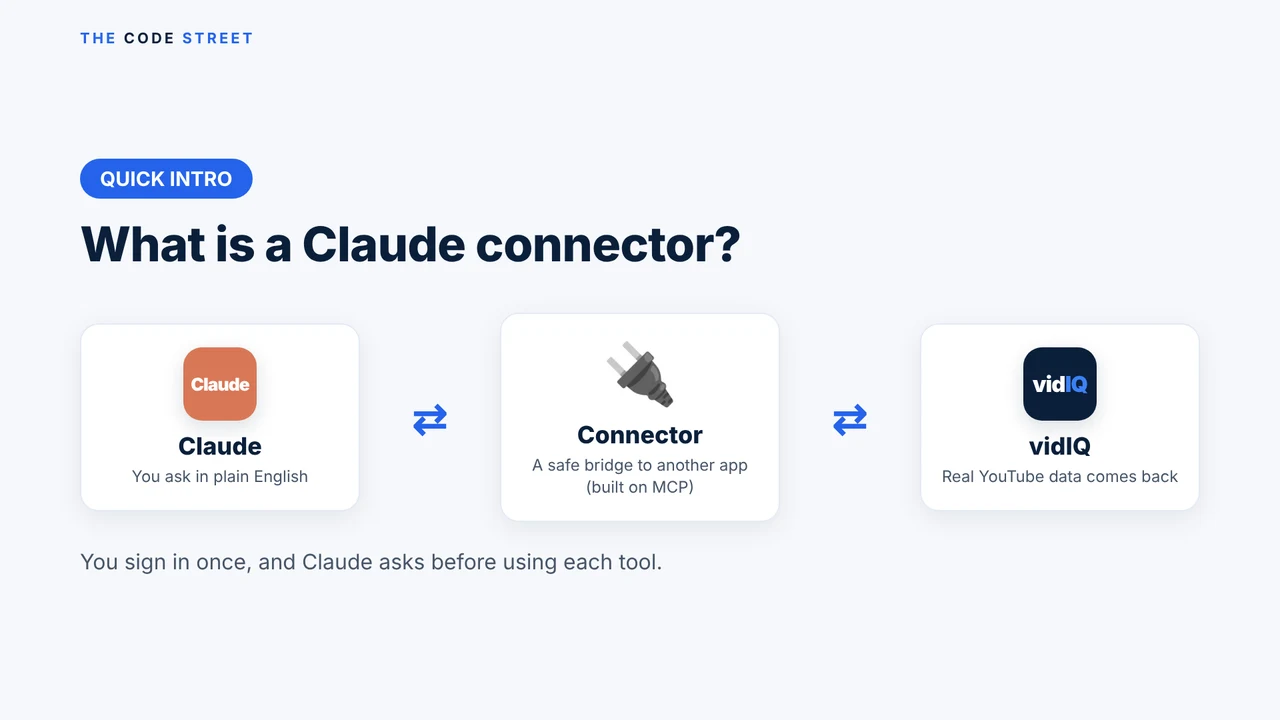 THE CODE STREET
QUICK INTRO
What is a Claude connector?
Claude
Claude
You ask in plain English
Connector
A safe bridge to another app
(built on MCP)
vidIQ
vidIQ
Real YouTube data comes back
You sign in once, and Claude asks before using each tool.